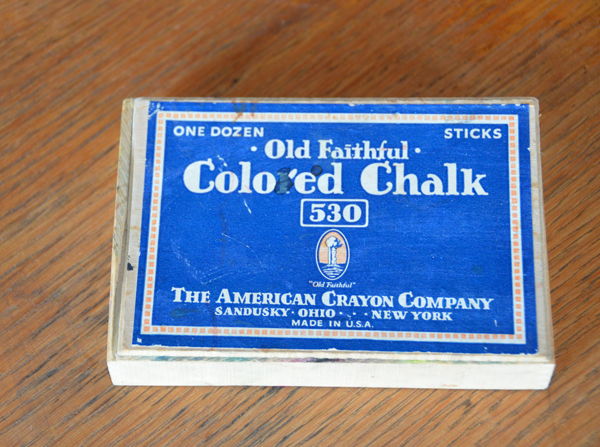 ONE DOZEN STICKS
· Old Faithful ·
Colored Chalk
530
"Old Faithful"
THE AMERICAN CRAYON COMPANY
SANDUSKY · OHIO · · · NEW YORK
MADE IN U.S.A.